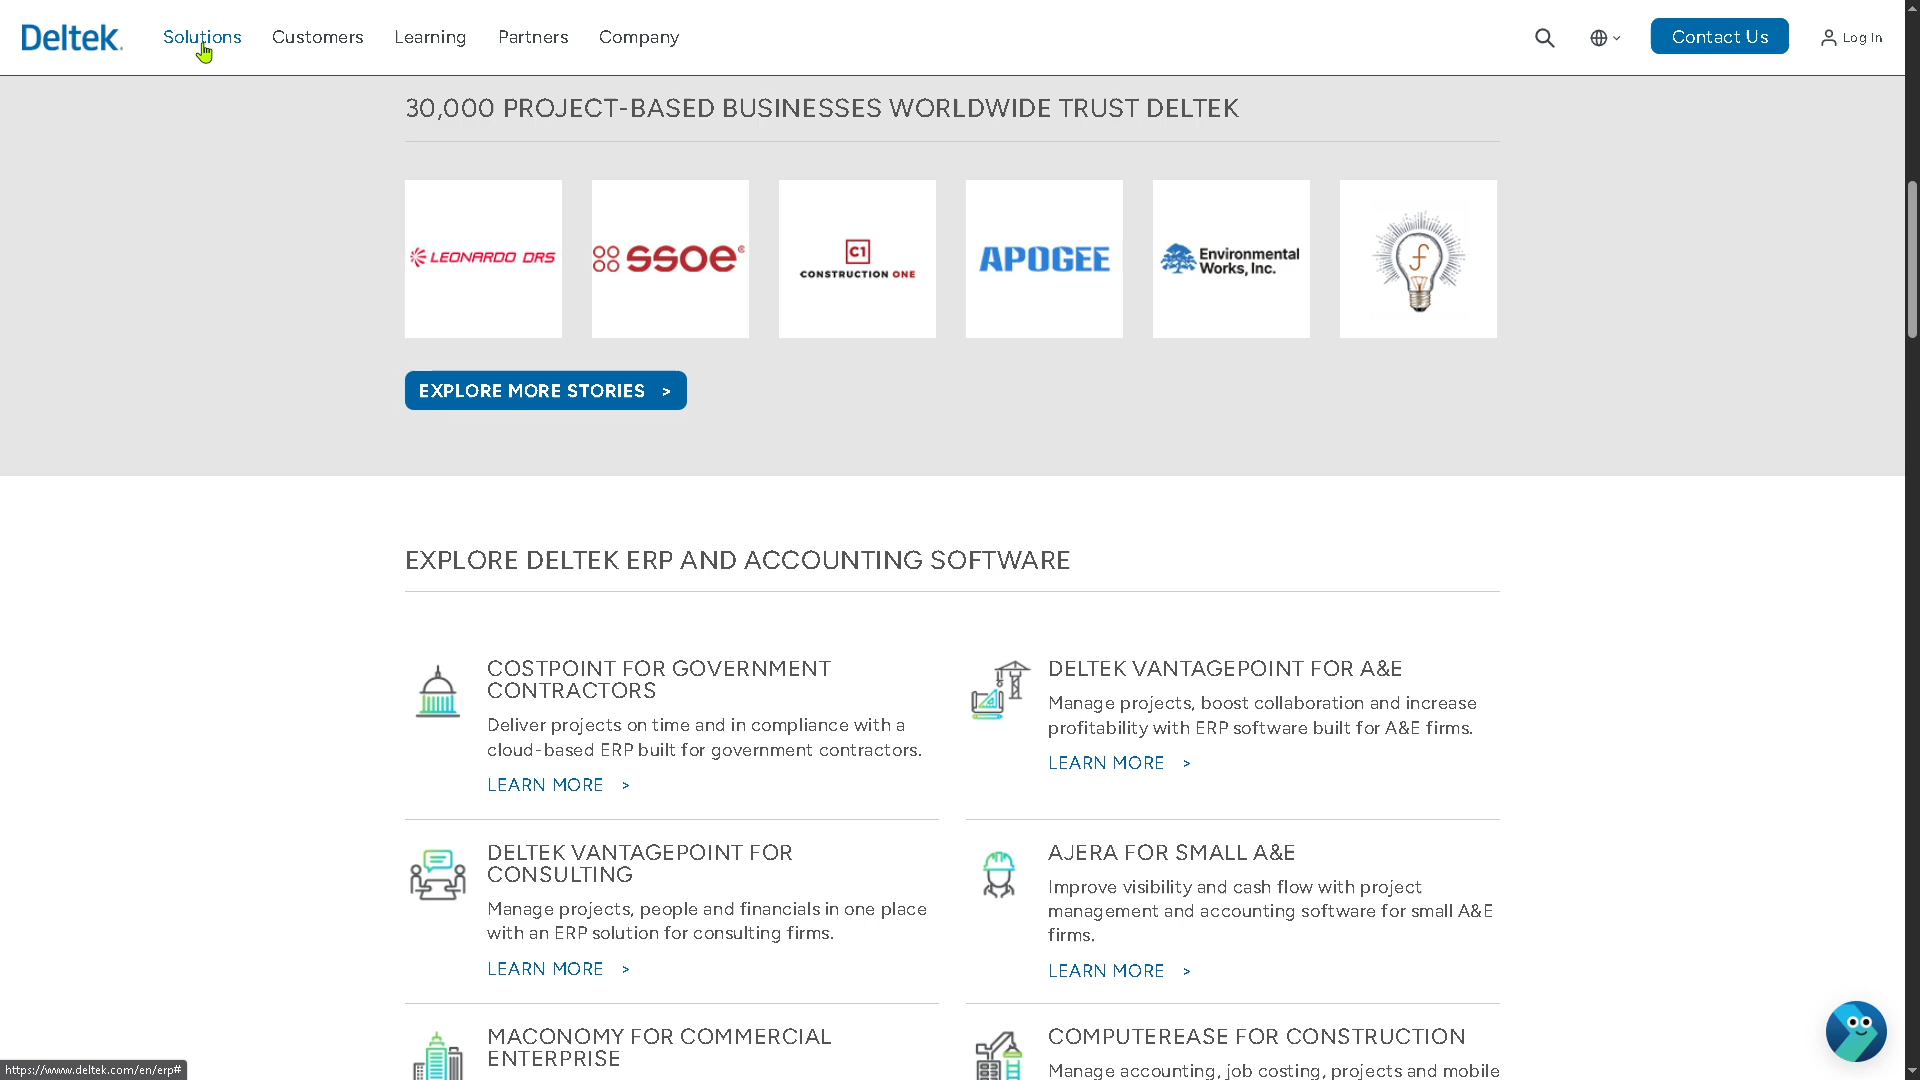 Deltek.
Solutions
Customers
Learning
Partners
Company
Contact Us
Log In
30,000 PROJECT-BASED BUSINESSES WORLDWIDE TRUST DELTEK
LEONARDO DRS
SSOE®
C1
CONSTRUCTION ONE
APOGEE
Environmental
Works, Inc.
f
EXPLORE MORE STORIES >
EXPLORE DELTEK ERP AND ACCOUNTING SOFTWARE
COSTPOINT FOR GOVERNMENT
CONTRACTORS
Deliver projects on time and in compliance with a
cloud-based ERP built for government contractors.
LEARN MORE >
DELTEK VANTAGEPOINT FOR A&E
Manage projects, boost collaboration and increase
profitability with ERP software built for A&E firms.
LEARN MORE >
DELTEK VANTAGEPOINT FOR
CONSULTING
Manage projects, people and financials in one place
with an ERP solution for consulting firms.
LEARN MORE >
AJERA FOR SMALL A&E
Improve visibility and cash flow with project
management and accounting software for small A&E
firms.
LEARN MORE >
MACONOMY FOR COMMERCIAL
ENTERPRISE
COMPUTEREASE FOR CONSTRUCTION
Manage accounting, job costing, projects and mobile
https://www.deltek.com/en/erp#